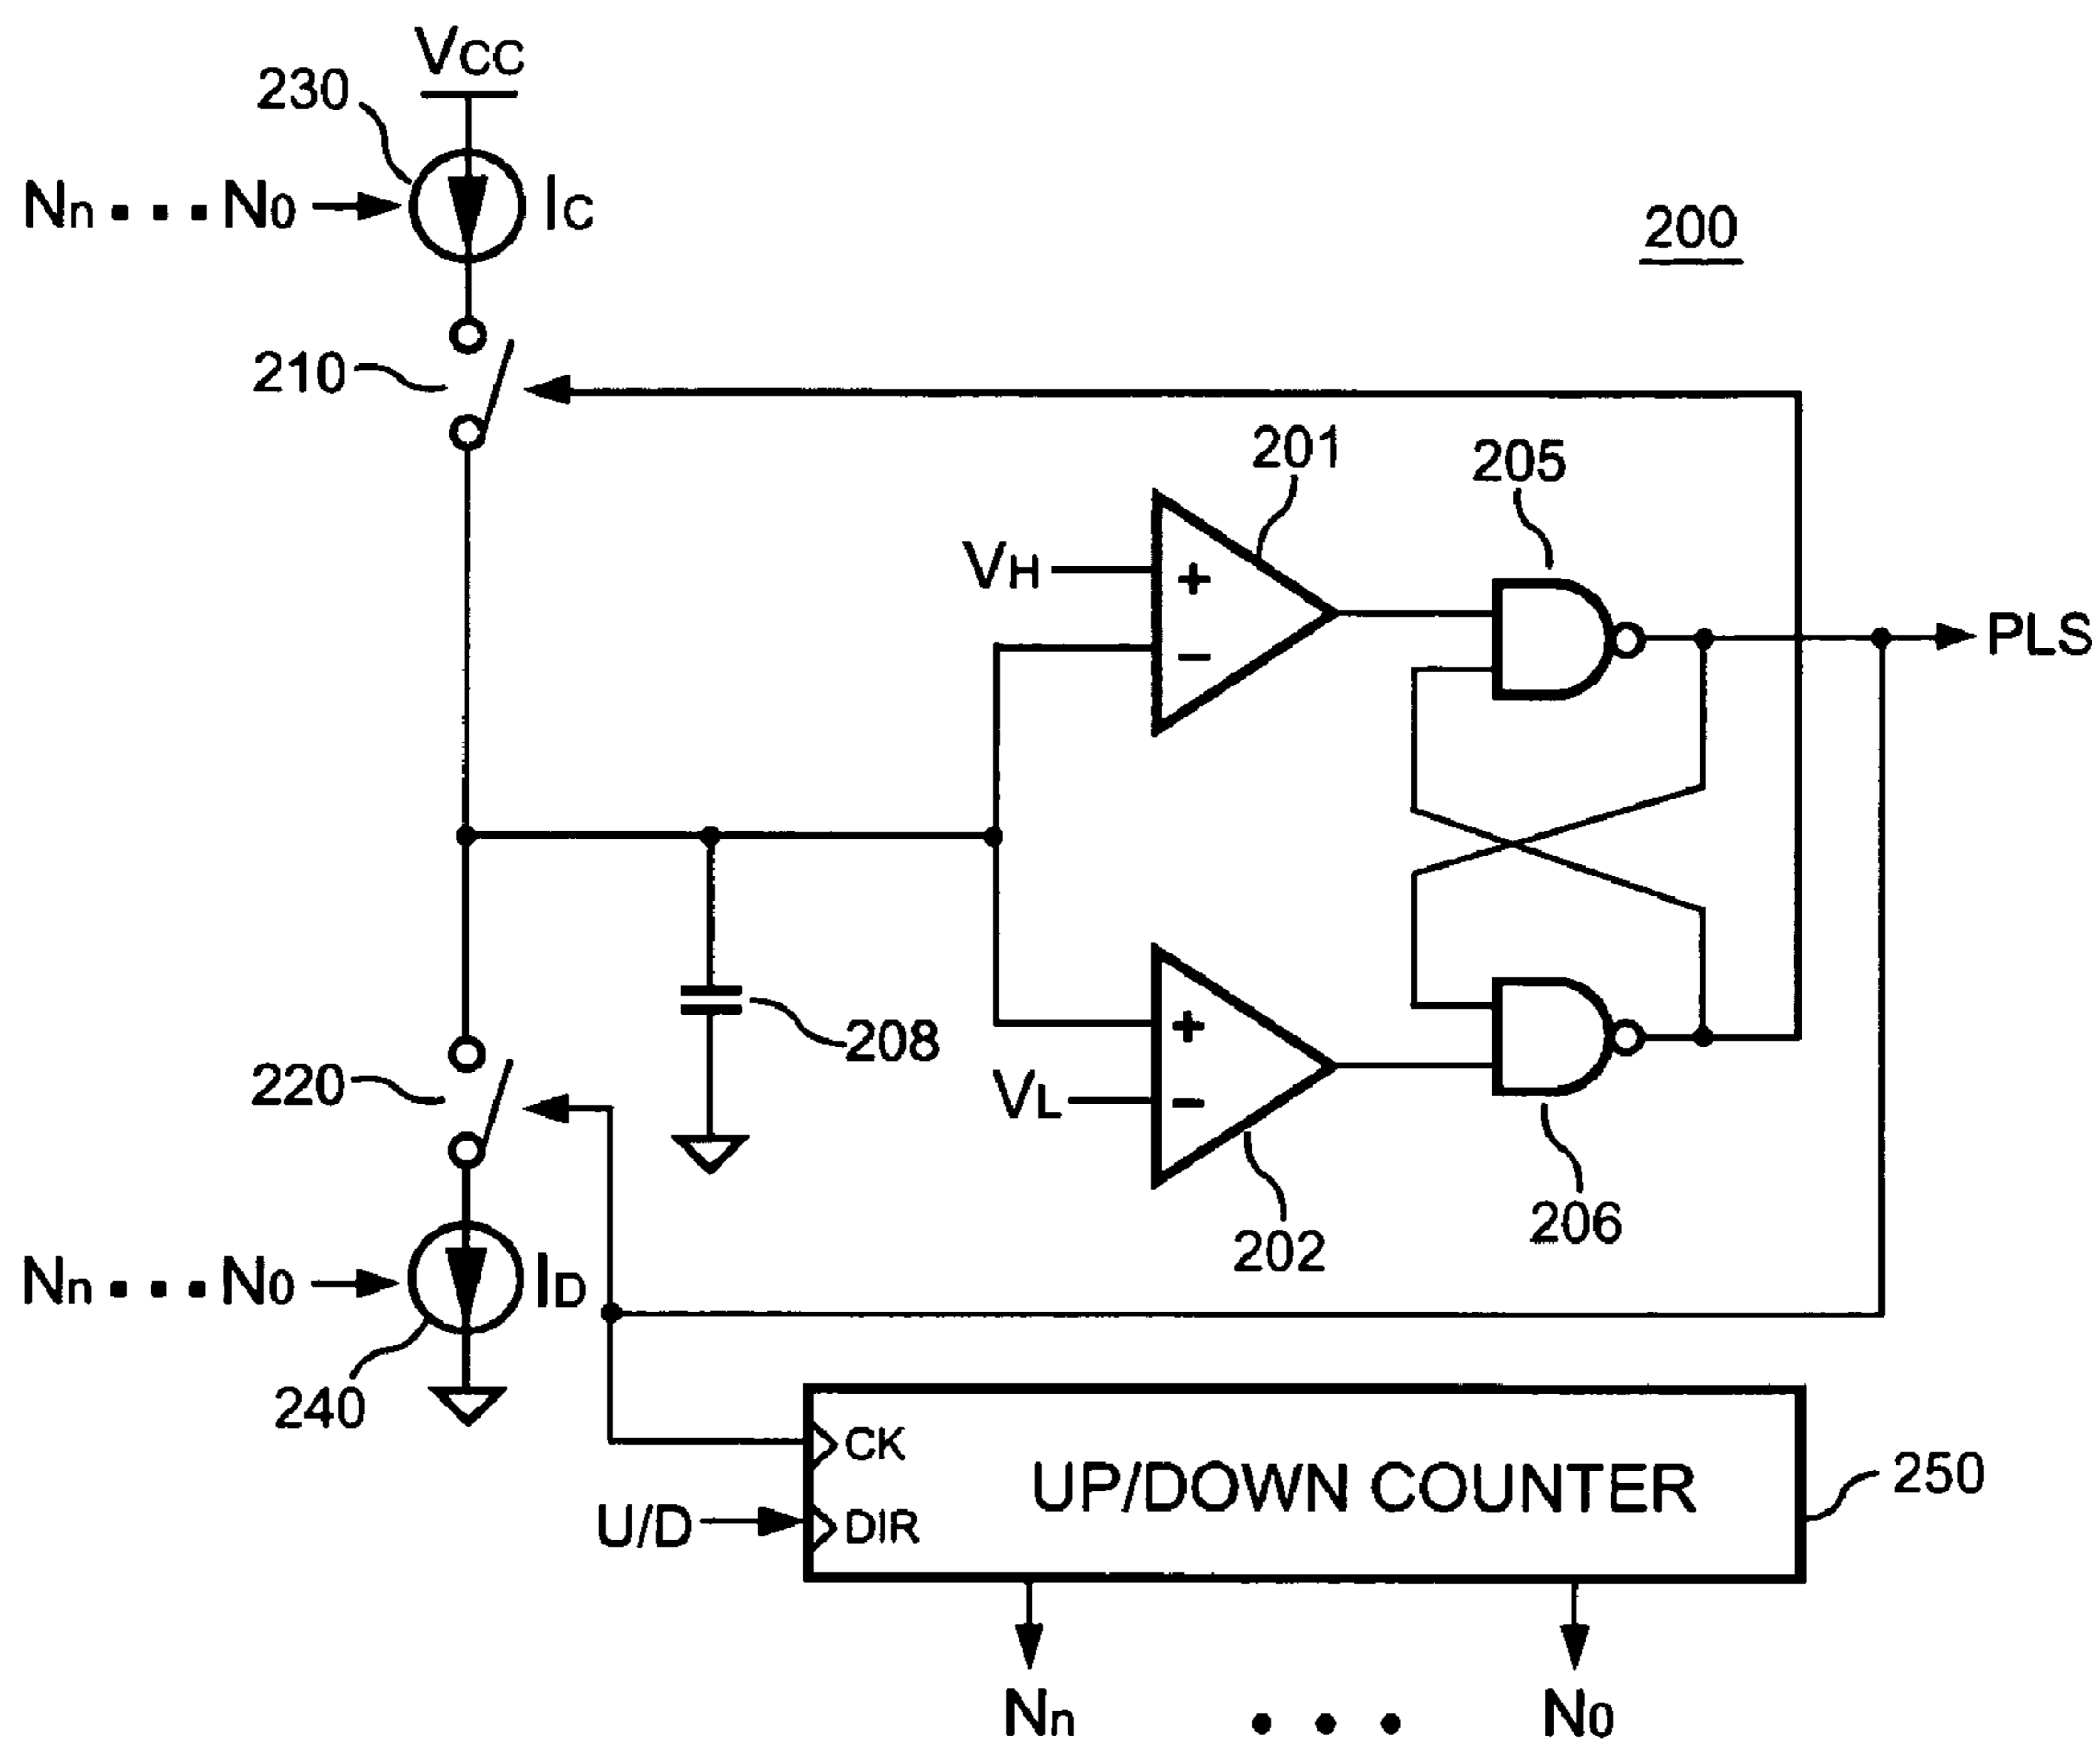 VCC
230
Nn ... N0
IC
200
210
201
205
VH
+
-
PLS
208
220
+
VL
-
206
202
Nn ... N0
ID
240
CK
UP/DOWN COUNTER
250
U/D
DIR
Nn ... N0